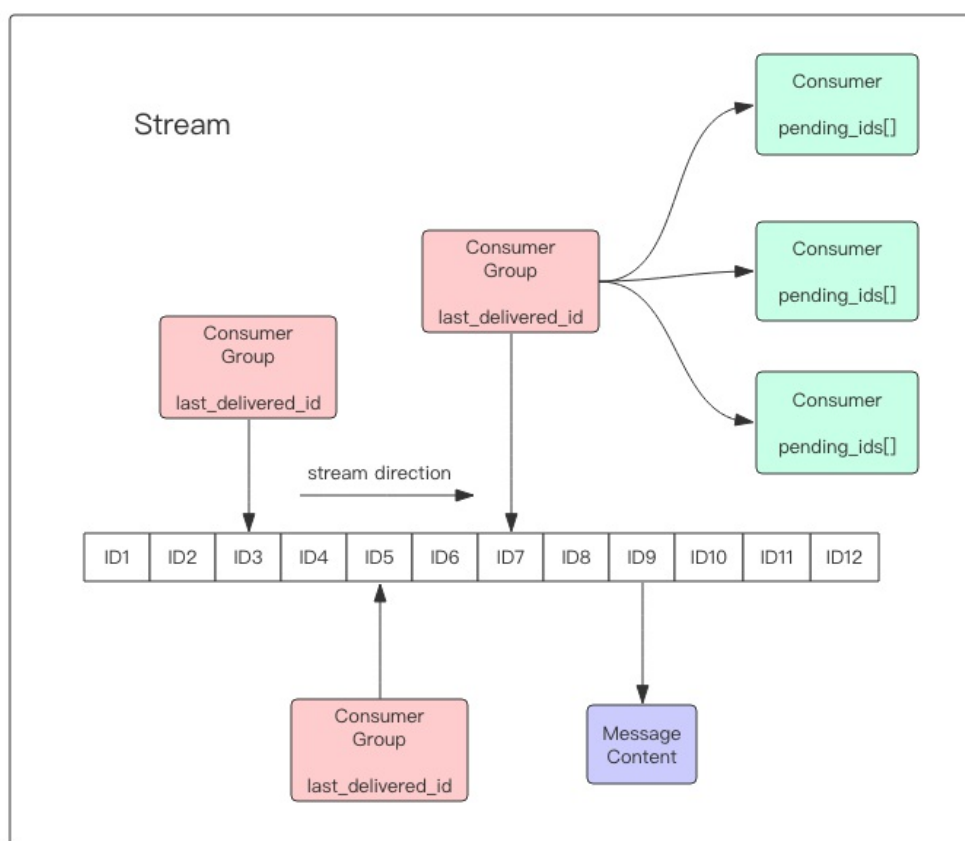 Stream
Consumer
pending_ids[]
Consumer
Group
last_delivered_id
Consumer
pending_ids[]
Consumer
Group
last_delivered_id
Consumer
pending_ids[]
stream direction
ID1 ID2 ID3 ID4 ID5 ID6 ID7 ID8 ID9 ID10 ID11 ID12
Consumer
Group
last_delivered_id
Message
Content